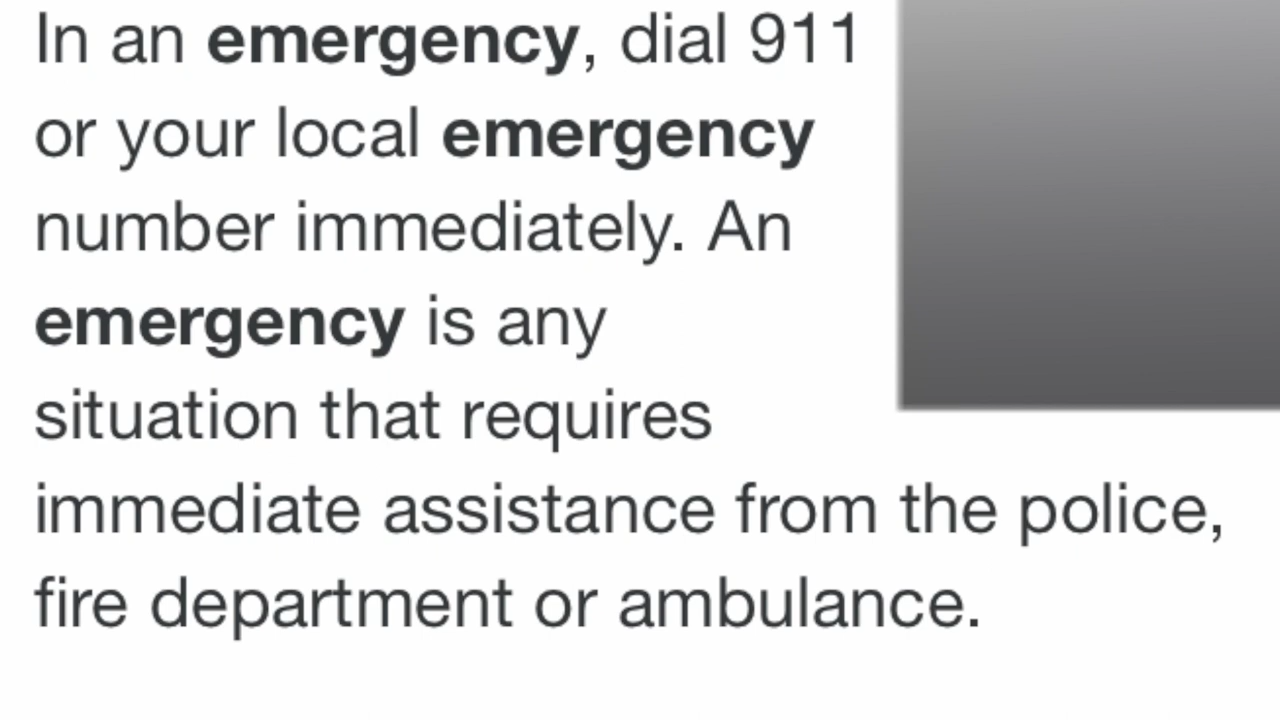 In an emergency, dial 911
or your local emergency
number immediately. An
emergency is any
situation that requires
immediate assistance from the police,
fire department or ambulance.